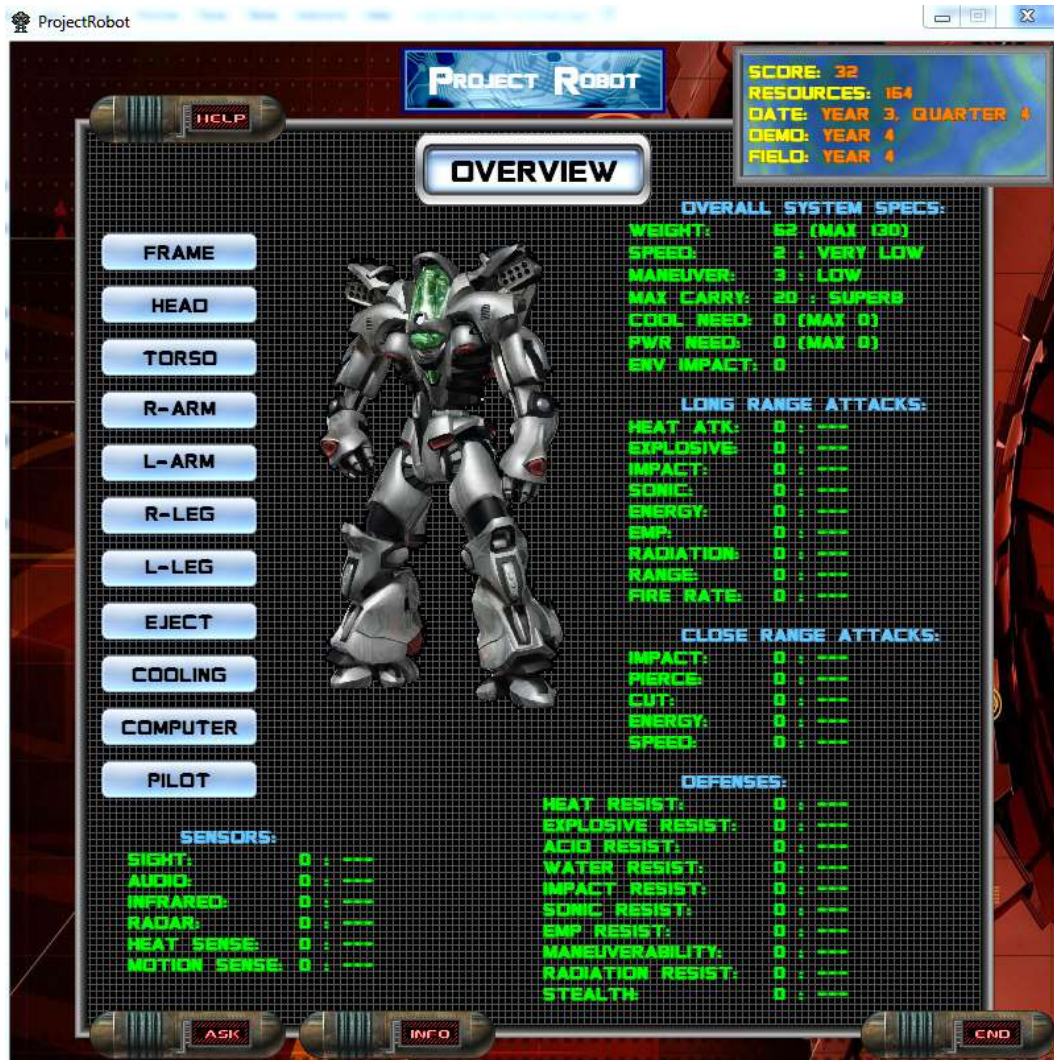 ProjectRobot
PROJECT ROBOT
SCORE: 32
RESOURCES: 164
DATE: YEAR 3, QUARTER 4
DEMO: YEAR 4
FIELD: YEAR 4
HELP
OVERVIEW
FRAME
HEAD
TORSO
R-ARM
L-ARM
R-LEG
L-LEG
EJECT
COOLING
COMPUTER
PILOT
OVERALL SYSTEM SPECS:
WEIGHT: 62 (MAX 130)
SPEED: 2 : VERY LOW
MANEUVER: 3 : LOW
MAX CARRY: 20 : SUPERB
COOL NEED: 0 (MAX 0)
PWR NEED: 0 (MAX 0)
ENV IMPACT: 0
LONG RANGE ATTACKS:
HEAT ATK: 0 : ---
EXPLOSIVE: 0 : ---
IMPACT: 0 : ---
SONIC: 0 : ---
ENERGY: 0 : ---
EMP: 0 : ---
RADIATION: 0 : ---
RANGE: 0 : ---
FIRE RATE: 0 : ---
CLOSE RANGE ATTACKS:
IMPACT: 0 : ---
PIERCE: 0 : ---
CUT: 0 : ---
ENERGY: 0 : ---
SPEED: 0 : ---
DEFENSES:
HEAT RESIST: 0 : ---
EXPLOSIVE RESIST: 0 : ---
ACID RESIST: 0 : ---
WATER RESIST: 0 : ---
IMPACT RESIST: 0 : ---
SONIC RESIST: 0 : ---
EMP RESIST: 0 : ---
MANEUVERABILITY: 0 : ---
RADIATION RESIST: 0 : ---
STEALTH: 0 : ---
SENSORS:
SIGHT: 0 : ---
AUDIO: 0 : ---
INFRARED: 0 : ---
RADAR: 0 : ---
HEAT SENSE: 0 : ---
MOTION SENSE: 0 : ---
ASK
INFO
END